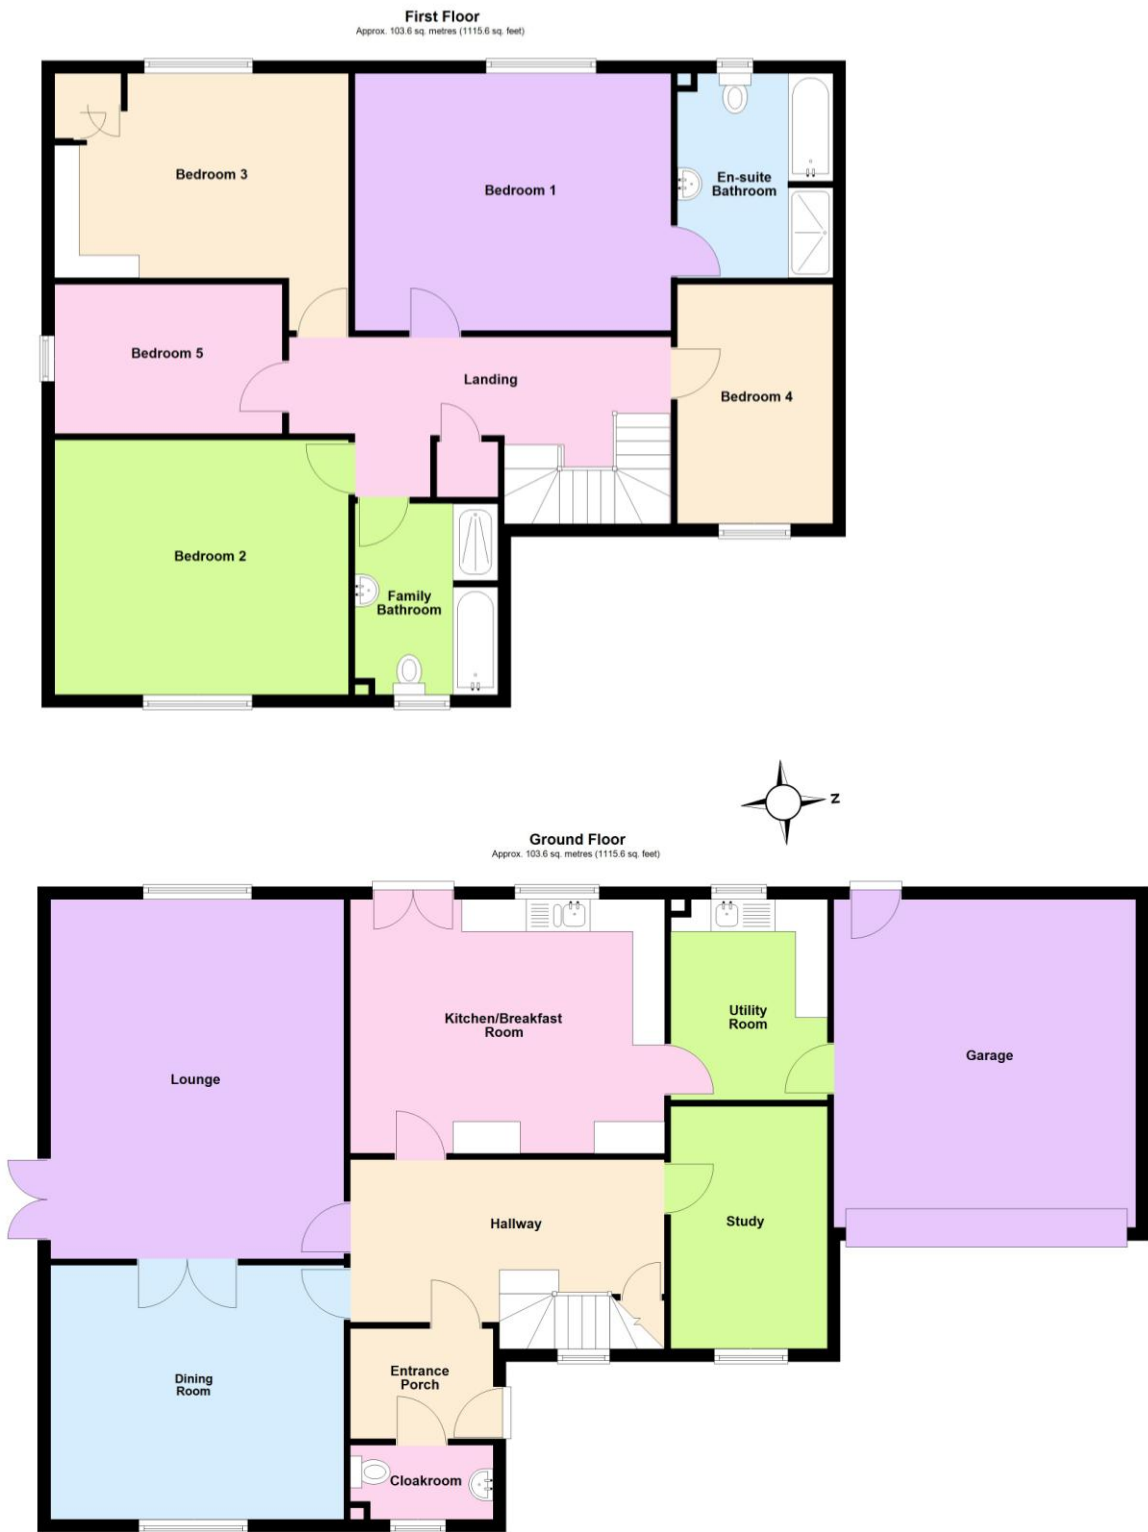 First Floor
Approx. 103.6 sq. metres (1115.6 sq. feet)
Bedroom 3
Bedroom 1
En-suite
Bathroom
Bedroom 5
Landing
Bedroom 4
Bedroom 2
Family
Bathroom
N
Ground Floor
Approx. 103.6 sq. metres (1115.6 sq. feet)
Kitchen/Breakfast
Room
Utility
Room
Garage
Lounge
Hallway
Study
Entrance
Porch
Dining
Room
Cloakroom